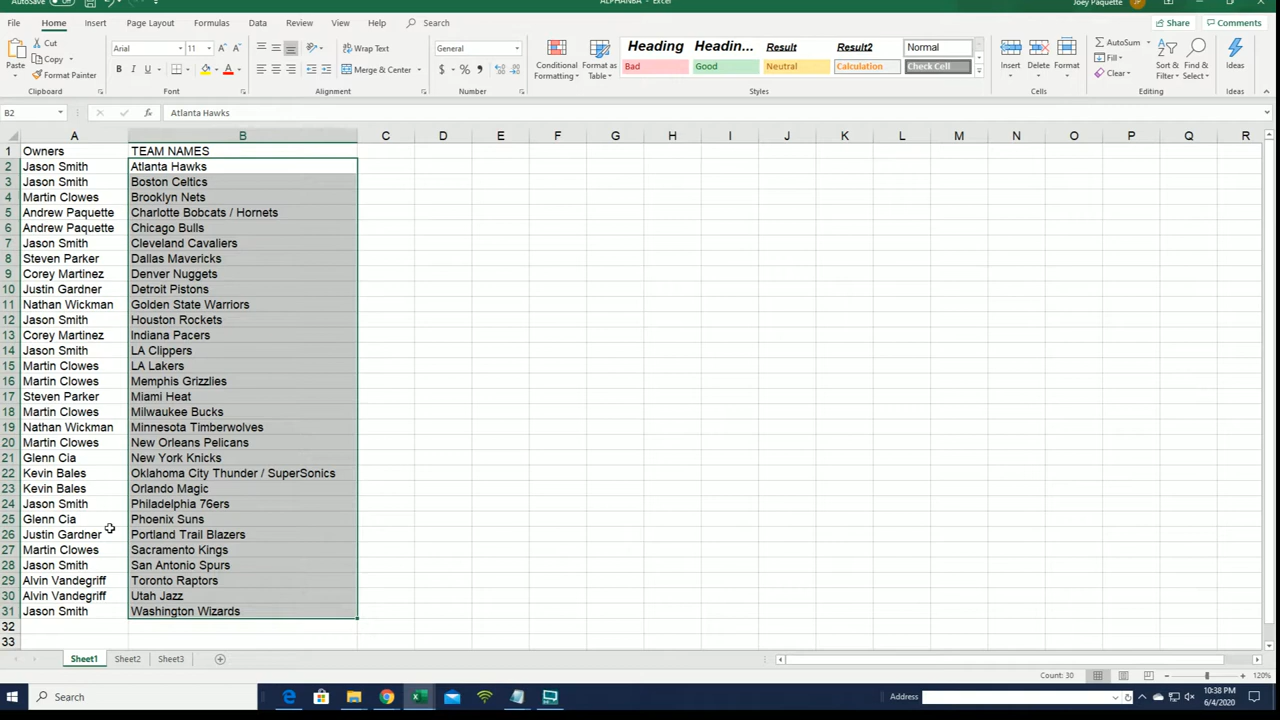 AutoSave Off ALPHANBA - Excel Joey Paquette JP
File Home Insert Page Layout Formulas Data Review View Help Search Share Comments
Paste Cut Copy Format Painter Clipboard
Arial 11 A A B I U A Font
Wrap Text Merge & Center Alignment
General $ % , Number
Conditional Formatting Format as Table
Heading Headin... Result Result2 Normal
Bad Good Neutral Calculation Check Cell
Styles
Insert Delete Format Cells
AutoSum Fill Clear Sort & Filter Find & Select Editing
Ideas Ideas
B2 fx Atlanta Hawks
A B C D E F G H I J K L M N O P Q R
1 Owners TEAM NAMES
2 Jason Smith Atlanta Hawks
3 Jason Smith Boston Celtics
4 Martin Clowes Brooklyn Nets
5 Andrew Paquette Charlotte Bobcats / Hornets
6 Andrew Paquette Chicago Bulls
7 Jason Smith Cleveland Cavaliers
8 Steven Parker Dallas Mavericks
9 Corey Martinez Denver Nuggets
10 Justin Gardner Detroit Pistons
11 Nathan Wickman Golden State Warriors
12 Jason Smith Houston Rockets
13 Corey Martinez Indiana Pacers
14 Jason Smith LA Clippers
15 Martin Clowes LA Lakers
16 Martin Clowes Memphis Grizzlies
17 Steven Parker Miami Heat
18 Martin Clowes Milwaukee Bucks
19 Nathan Wickman Minnesota Timberwolves
20 Martin Clowes New Orleans Pelicans
21 Glenn Cia New York Knicks
22 Kevin Bales Oklahoma City Thunder / SuperSonics
23 Kevin Bales Orlando Magic
24 Jason Smith Philadelphia 76ers
25 Glenn Cia Phoenix Suns
26 Justin Gardner Portland Trail Blazers
27 Martin Clowes Sacramento Kings
28 Jason Smith San Antonio Spurs
29 Alvin Vandegriff Toronto Raptors
30 Alvin Vandegriff Utah Jazz
31 Jason Smith Washington Wizards
32
33
Sheet1 Sheet2 Sheet3
Count: 30 120%
Search Address 10:38 PM
6/4/2020